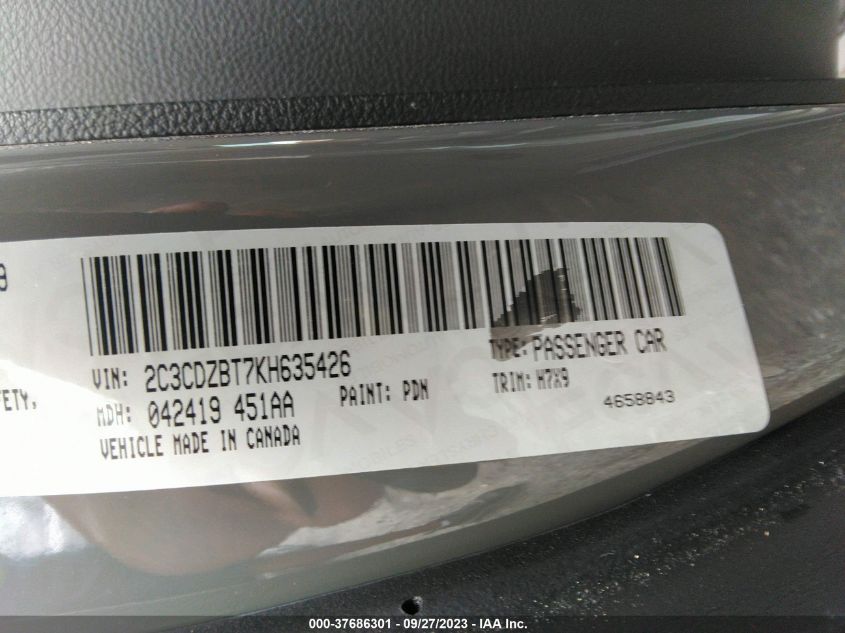 VIN: 2C3CDZBT7KH635426
TYPE: PASSENGER CAR
FETY,
MDH: 042419 451AA
PAINT: PDN
TRIM: H7X9
4658843
VEHICLE MADE IN CANADA
000-37686301 - 09/27/2023 - IAA Inc.